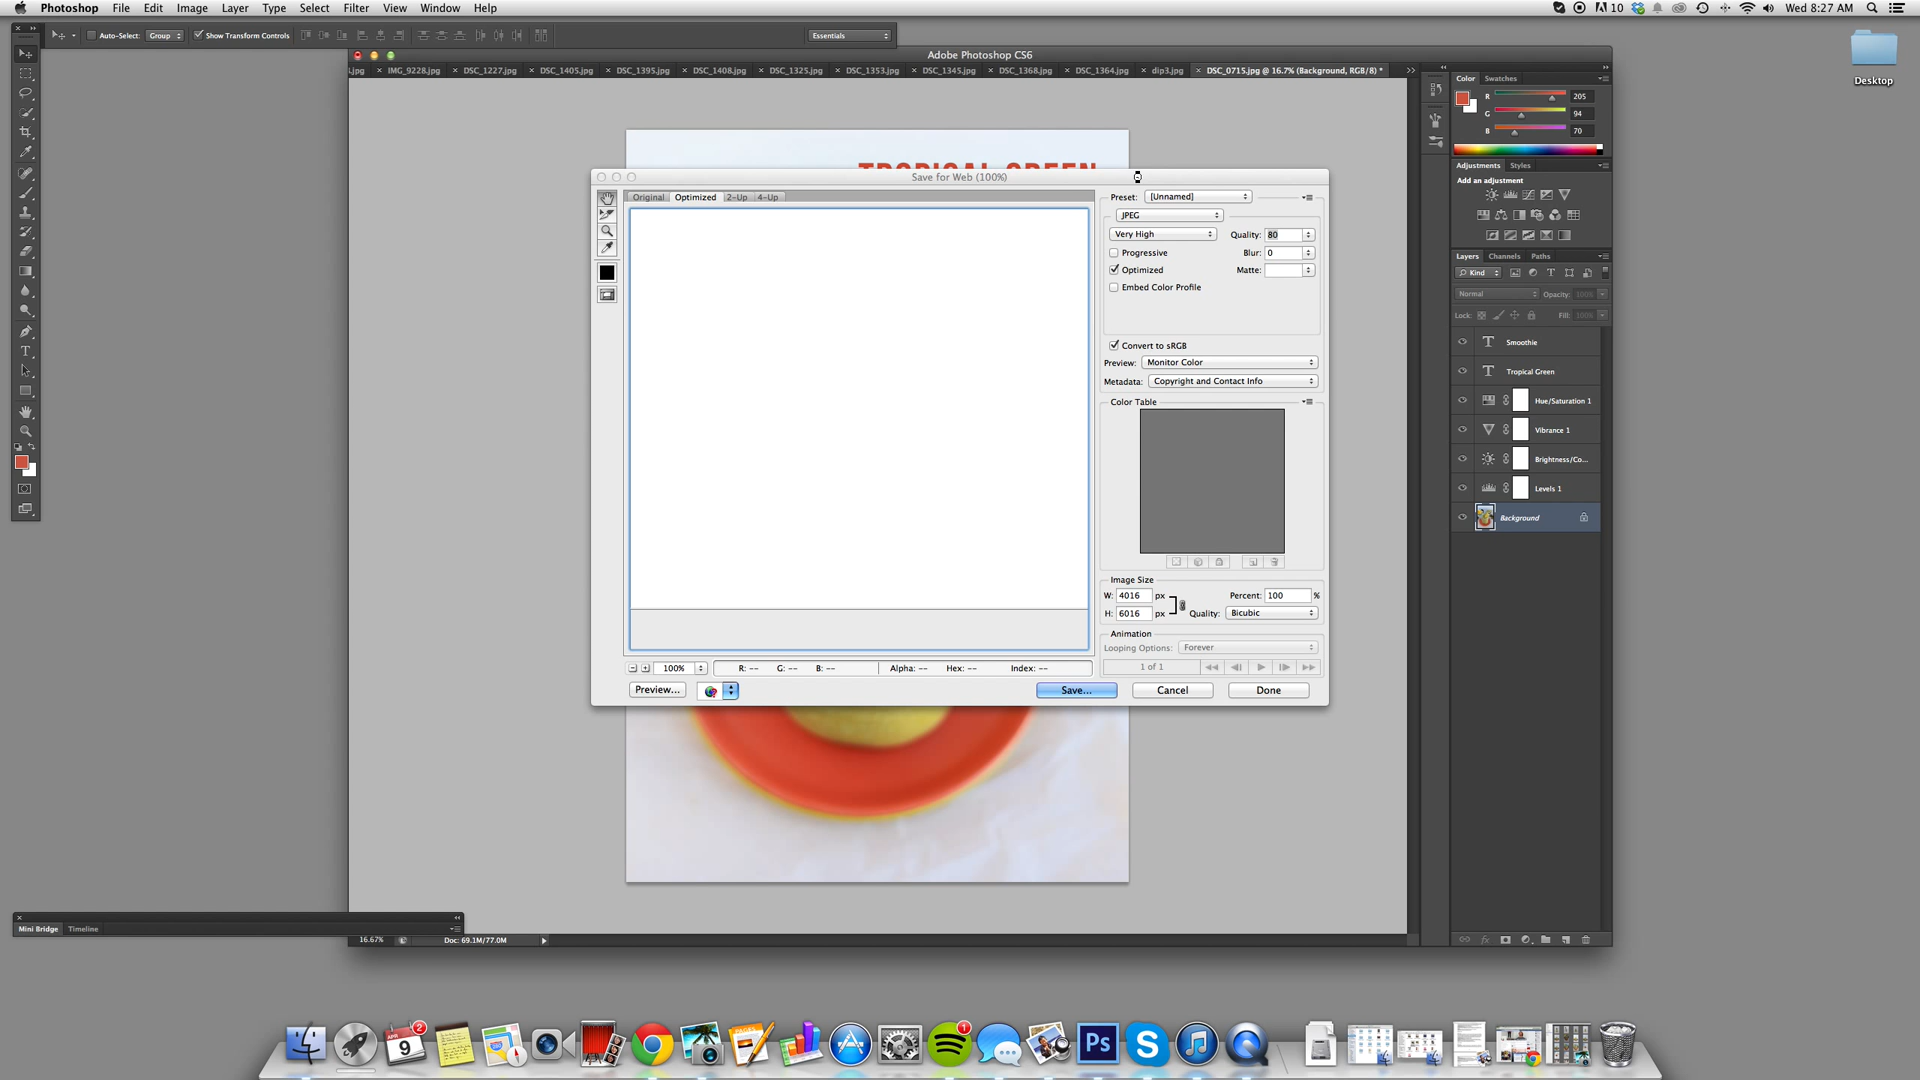 Photoshop File Edit Image Layer Type Select Filter View Window Help
10 Wed 8:27 AM
Auto-Select: Group Show Transform Controls Essentials
Adobe Photoshop CS6
.jpg IMG_9228.jpg DSC_1227.jpg DSC_1405.jpg DSC_1395.jpg DSC_1408.jpg DSC_1325.jpg DSC_1353.jpg DSC_1345.jpg DSC_1368.jpg DSC_1364.jpg dip3.jpg DSC_0715.jpg @ 16.7% (Background, RGB/8) *
Desktop
Color Swatches
R 205
G 94
B 70
Adjustments Styles
Add an adjustment
Layers Channels Paths
Kind
Normal Opacity: 100%
Lock: Fill: 100%
Smoothie
Tropical Green
Hue/Saturation 1
Vibrance 1
Brightness/Co...
Levels 1
Background
TROPICAL GREEN
Save for Web (100%)
Original Optimized 2-Up 4-Up
Preset: [Unnamed]
JPEG
Very High Quality: 80
Progressive Blur: 0
Optimized Matte:
Embed Color Profile
Convert to sRGB
Preview: Monitor Color
Metadata: Copyright and Contact Info
Color Table
Image Size
W: 4016 px Percent: 100 %
H: 6016 px Quality: Bicubic
Animation
Looping Options: Forever
1 of 1
100% R: -- G: -- B: -- Alpha: -- Hex: -- Index: --
Preview... Save... Cancel Done
Mini Bridge Timeline
16.67% Doc: 69.1M/77.0M
APR
9
2
PAGES
1
Ps